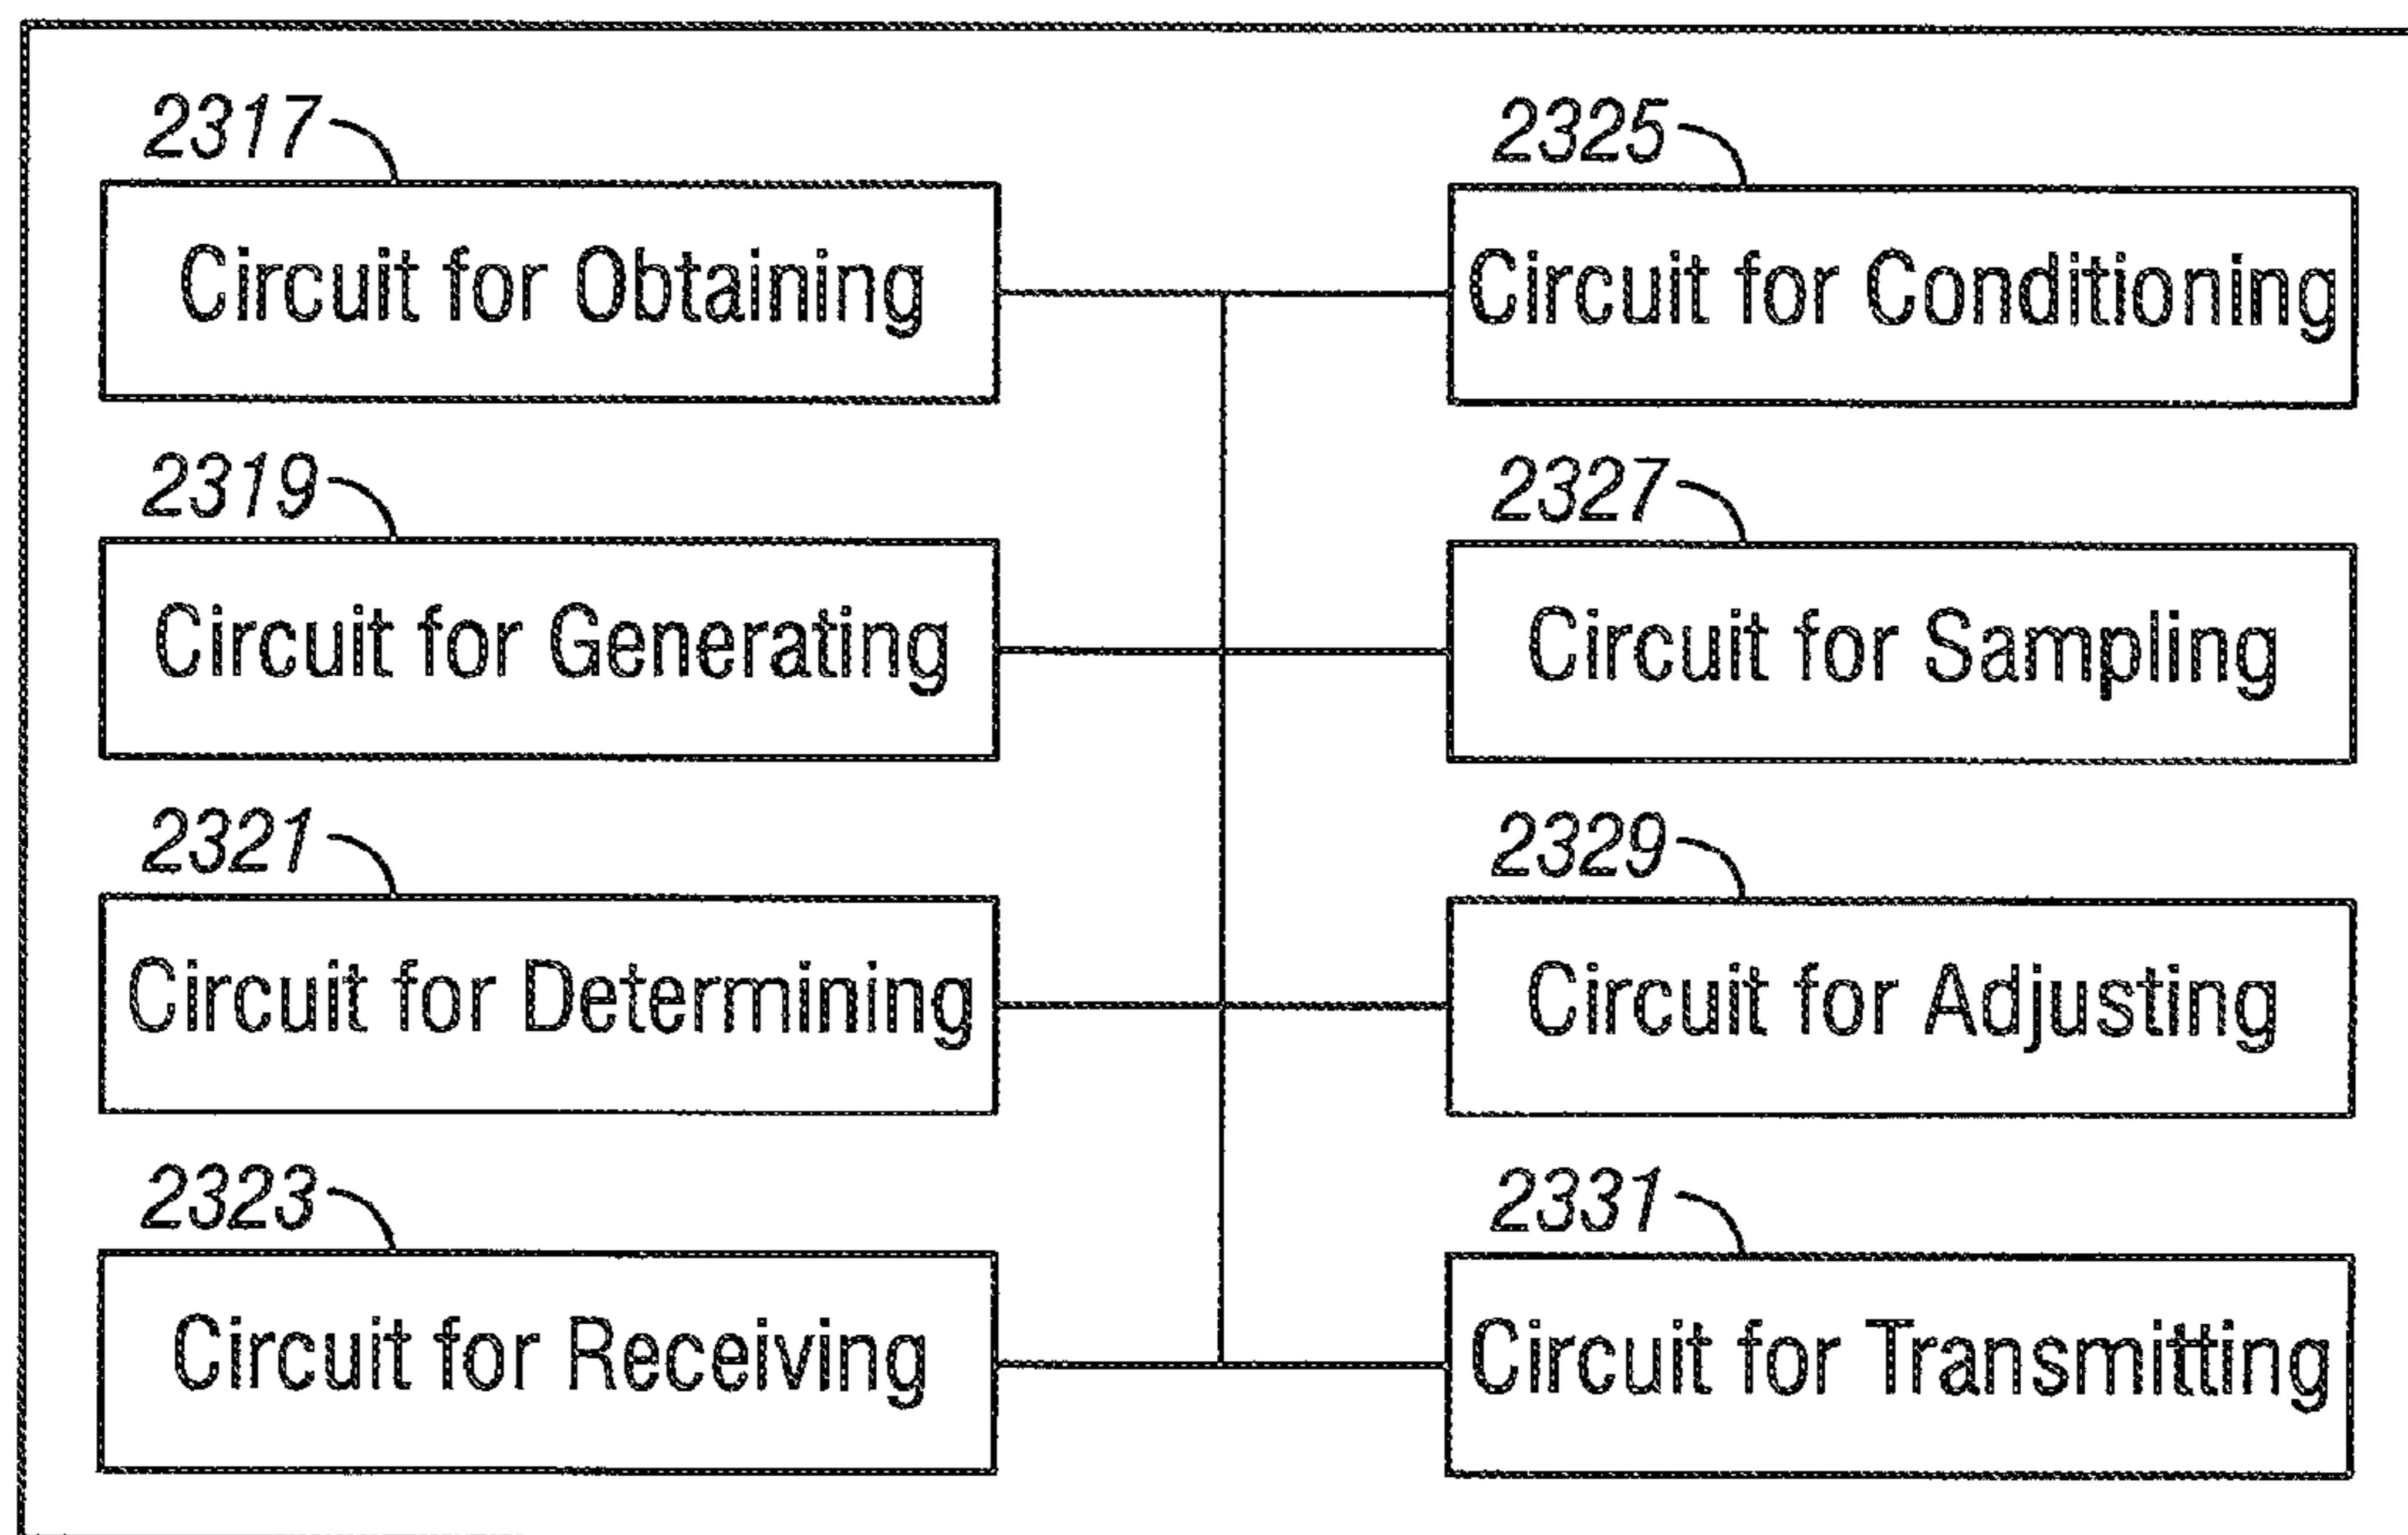 2317
Circuit for Obtaining
2325
Circuit for Conditioning
2319
Circuit for Generating
2327
Circuit for Sampling
2321
Circuit for Determining
2329
Circuit for Adjusting
2323
Circuit for Receiving
2331
Circuit for Transmitting